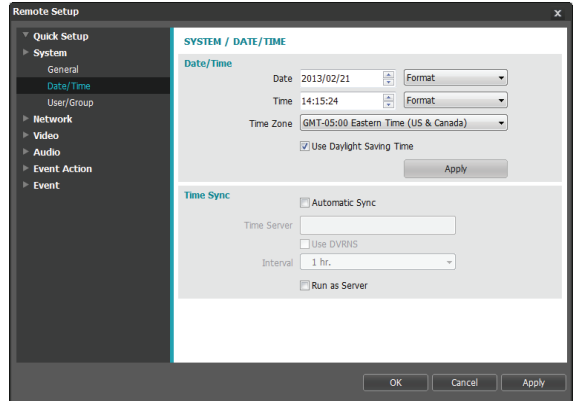 Remote Setup x
Quick Setup
System
General
Date/Time
User/Group
Network
Video
Audio
Event Action
Event
SYSTEM / DATE/TIME
Date/Time
Date 2013/02/21 Format
Time 14:15:24 Format
Time Zone GMT-05:00 Eastern Time (US & Canada)
Use Daylight Saving Time
Apply
Time Sync
Automatic Sync
Time Server
Use DVRNS
Interval 1 hr.
Run as Server
OK Cancel Apply